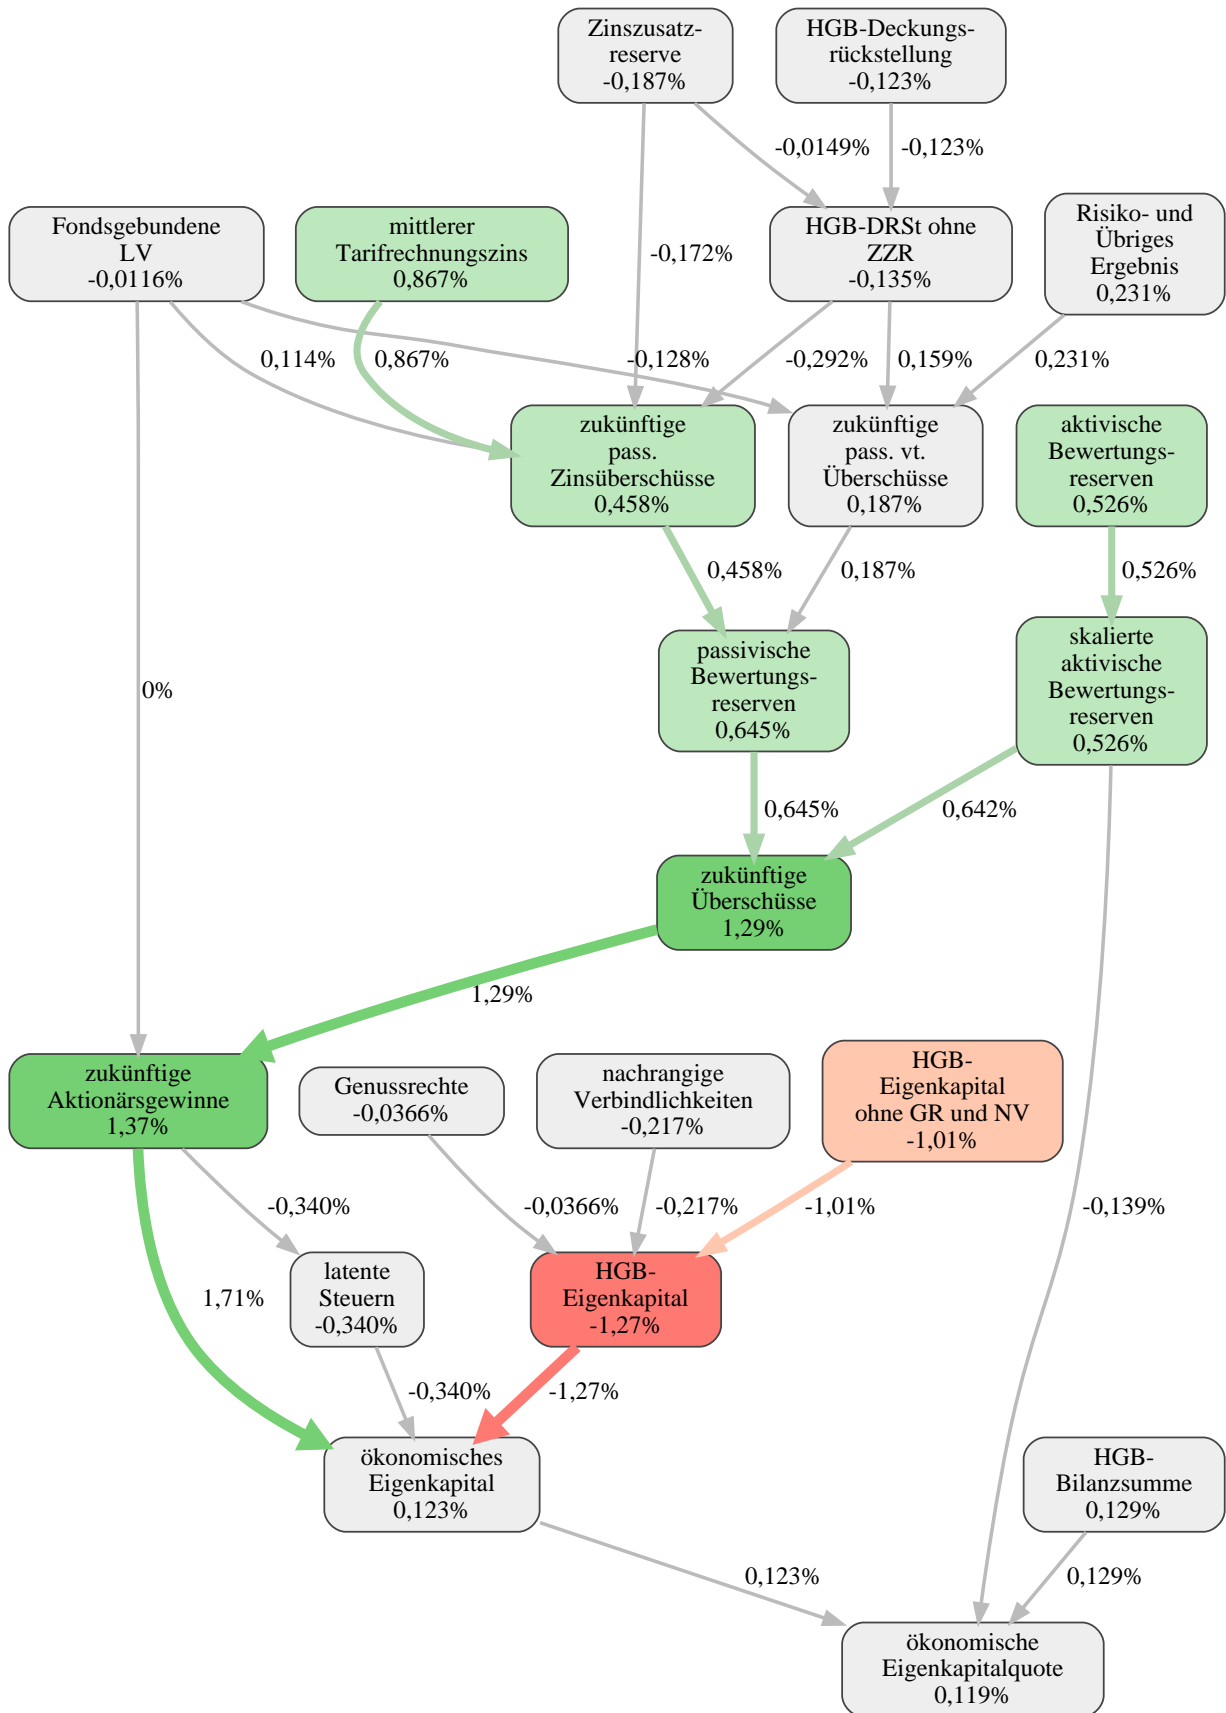 Zinszusatz-
reserve
-0,187%
HGB-Deckungs-
rückstellung
-0,123%
-0,0149%
-0,123%
Fondsgebundene
LV
-0,0116%
mittlerer
Tarifrechnungszins
0,867%
-0,172%
HGB-DRSt ohne
ZZR
-0,135%
Risiko- und
Übriges
Ergebnis
0,231%
0,114%
0,867%
-0,128%
-0,292%
0,159%
0,231%
zukünftige
pass.
Zinsüberschüsse
0,458%
zukünftige
pass. vt.
Überschüsse
0,187%
aktivische
Bewertungs-
reserven
0,526%
0,458%
0,187%
0,526%
0%
passivische
Bewertungs-
reserven
0,645%
skalierte
aktivische
Bewertungs-
reserven
0,526%
0,645%
0,642%
zukünftige
Überschüsse
1,29%
1,29%
zukünftige
Aktionärsgewinne
1,37%
Genussrechte
-0,0366%
nachrangige
Verbindlichkeiten
-0,217%
HGB-
Eigenkapital
ohne GR und NV
-1,01%
-0,340%
-0,0366%
-0,217%
-1,01%
-0,139%
1,71%
latente
Steuern
-0,340%
HGB-
Eigenkapital
-1,27%
-0,340%
-1,27%
ökonomisches
Eigenkapital
0,123%
HGB-
Bilanzsumme
0,129%
0,123%
0,129%
ökonomische
Eigenkapitalquote
0,119%